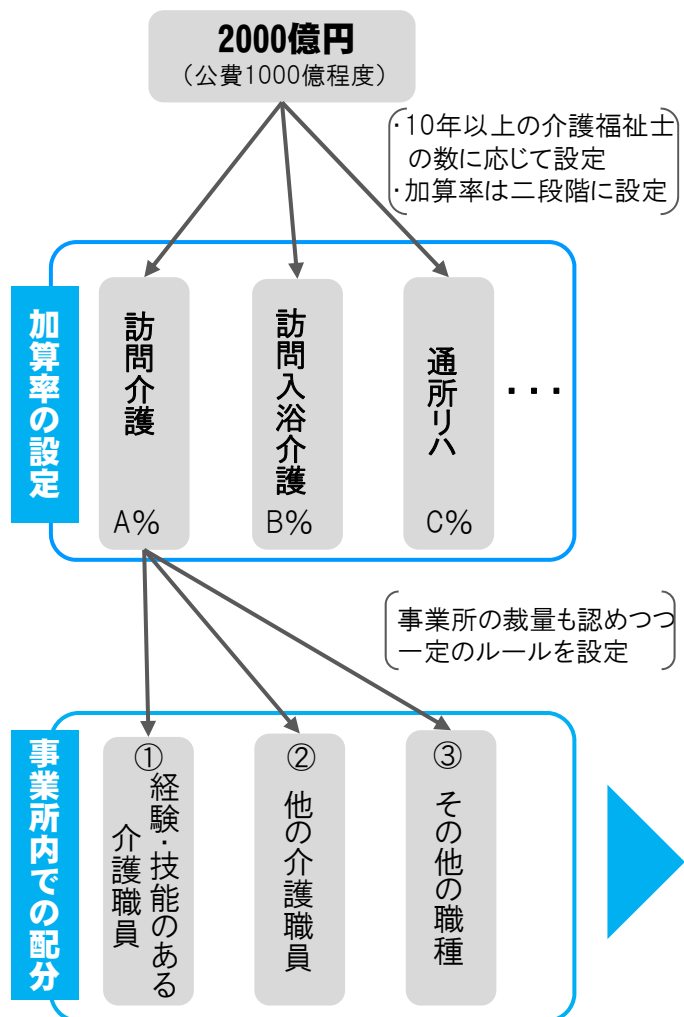 2000億円
（公費1000億程度）
・10年以上の介護福祉士
の数に応じて設定
・加算率は二段階に設定
加算率の設定
訪問介護
A%
訪問入浴介護
B%
通所リハ
C%
・・・
事業所の裁量も認めつつ
一定のルールを設定
事業所内での配分
①
経験・技能のある
介護職員
②
他の介護職員
③
その他の職種